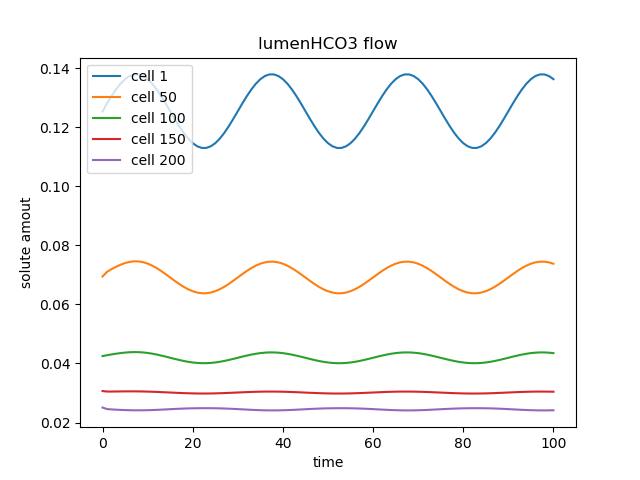 lumenHCO3 flow
cell 1
cell 50
cell 100
cell 150
cell 200
solute amout
0.14
0.12
0.10
0.08
0.06
0.04
0.02
0
20
40
60
80
100
time